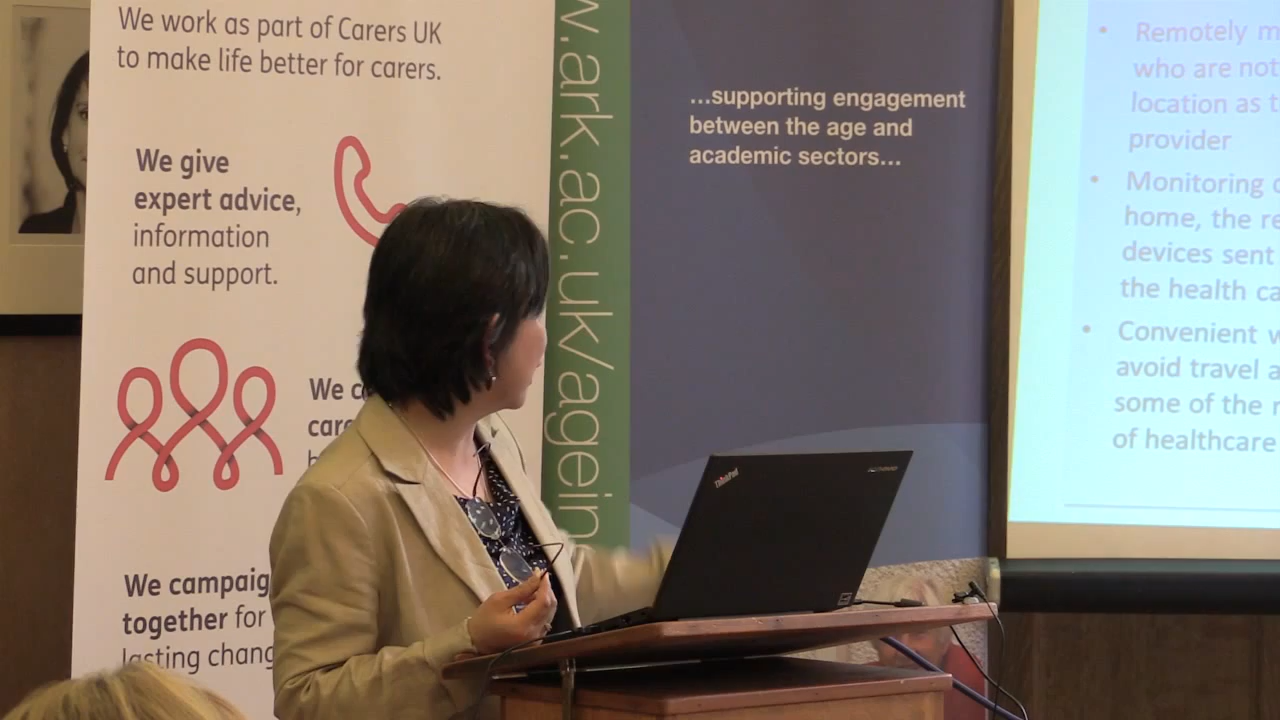 We work as part of Carers UK
to make life better for carers.
We give
expert advice,
information
and support.
We
We campaig
together for
lasting chang
w.ark.ac.uk/agein
...supporting engagement
between the age and
academic sectors...
ThinkPad
• Remotely m
who are not
location as t
provider
• Monitoring
home, the re
devices sent
the health ca
• Convenient w
avoid travel a
some of the
of healthcare